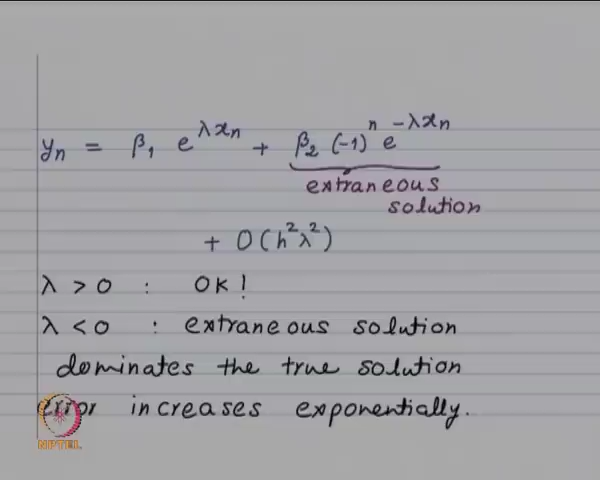 yₙ = β₁ e^{λxₙ} + β₂ (-1)ⁿ e^{-λxₙ}
extraneous
solution
+ O(h²λ²)
λ > 0 : OK!
λ < 0 : extraneous solution
dominates the true solution
error increases exponentially.
NPTEL